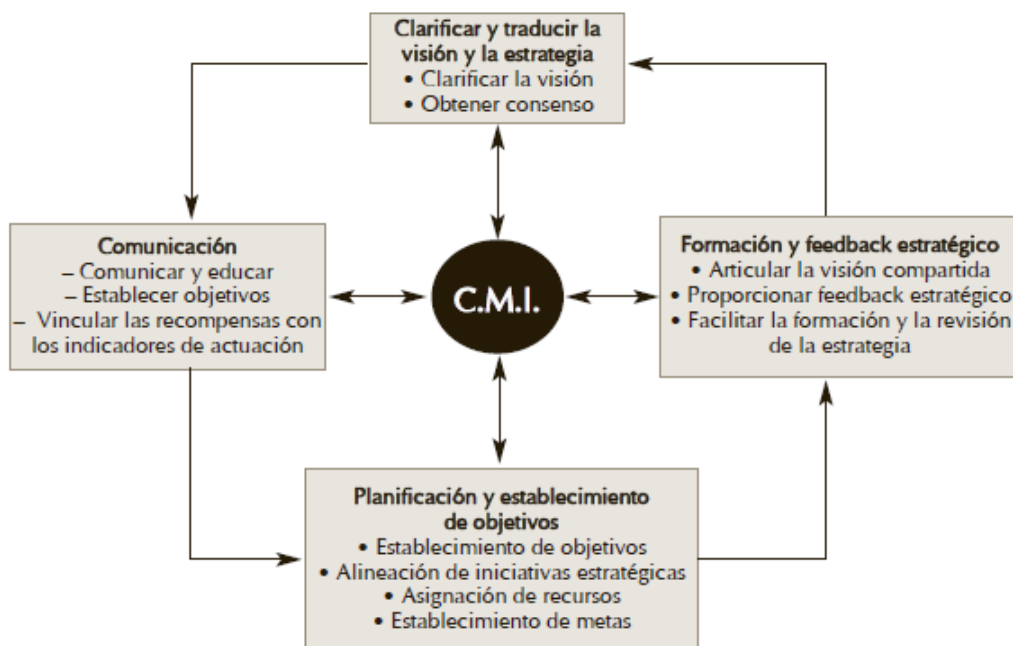 Clarificar y traducir la
visión y la estrategia
• Clarificar la visión
• Obtener consenso
Comunicación
– Comunicar y educar
– Establecer objetivos
– Vincular las recompensas con
los indicadores de actuación
C.M.I.
Formación y feedback estratégico
• Articular la visión compartida
• Proporcionar feedback estratégico
• Facilitar la formación y la revisión
de la estrategia
Planificación y establecimiento
de objetivos
• Establecimiento de objetivos
• Alineación de iniciativas estratégicas
• Asignación de recursos
• Establecimiento de metas